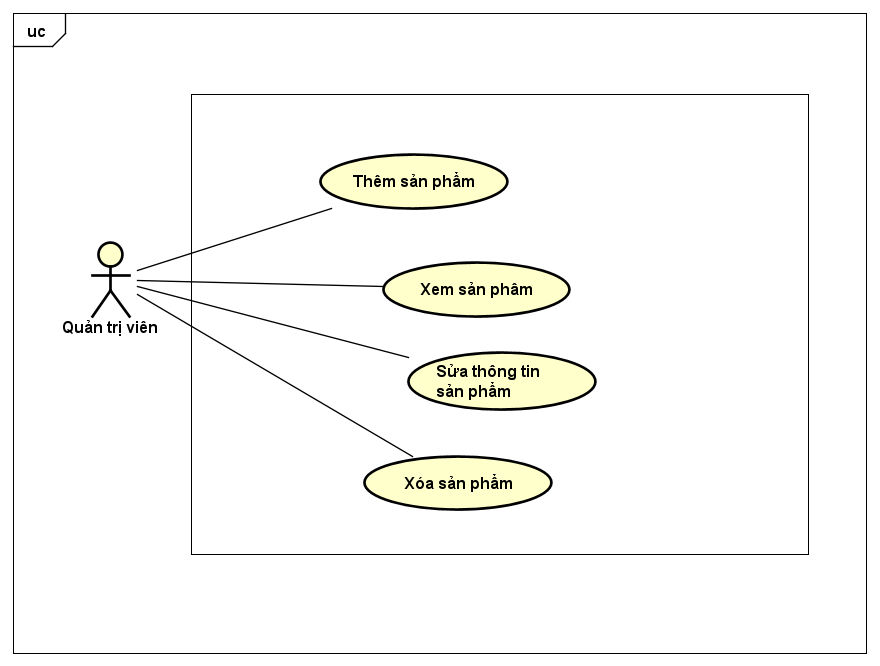 uc
Thêm sản phẩm
Xem sản phâm
Quản trị viên
Sửa thông tin
sản phẩm
Xóa sản phẩm